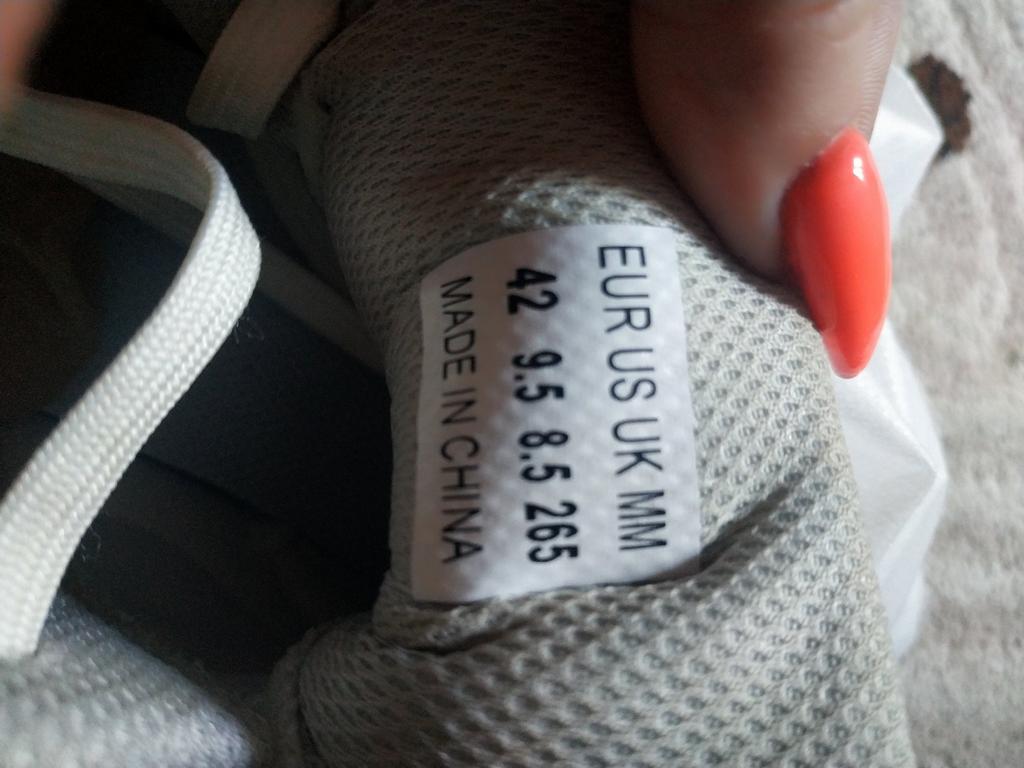 EUR US UK MM
42 9.5 8.5 265
MADE IN CHINA